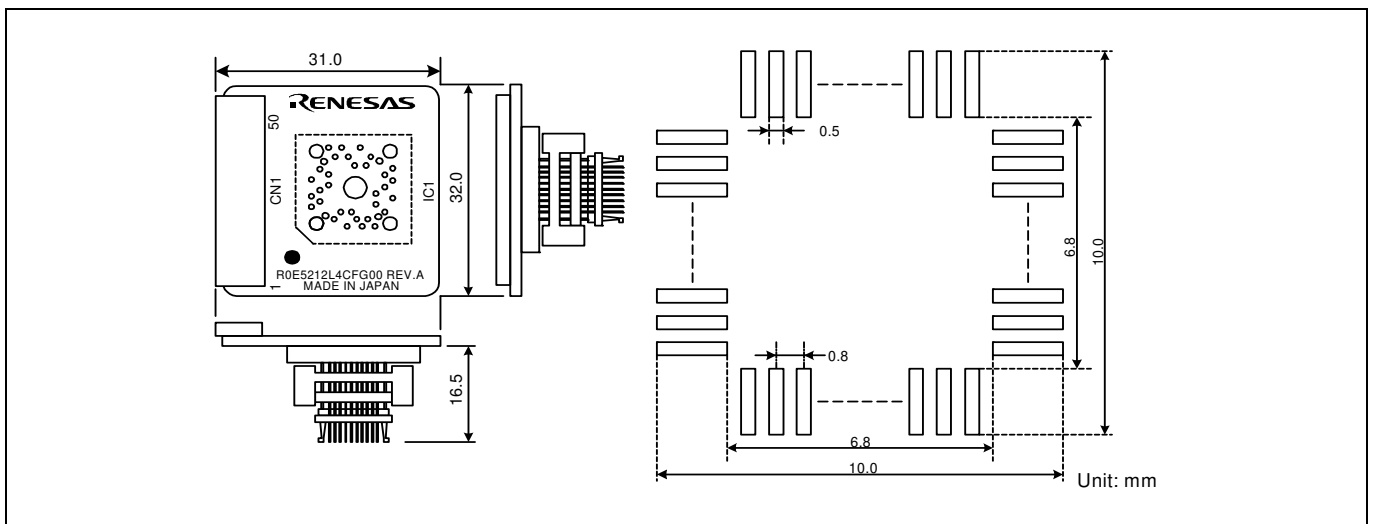 31.0
RENESAS
50
CN1
1
IC1
32.0
R0E5212L4CFG00 REV.A
MADE IN JAPAN
16.5
0.5
6.8
10.0
0.8
6.8
10.0
Unit: mm